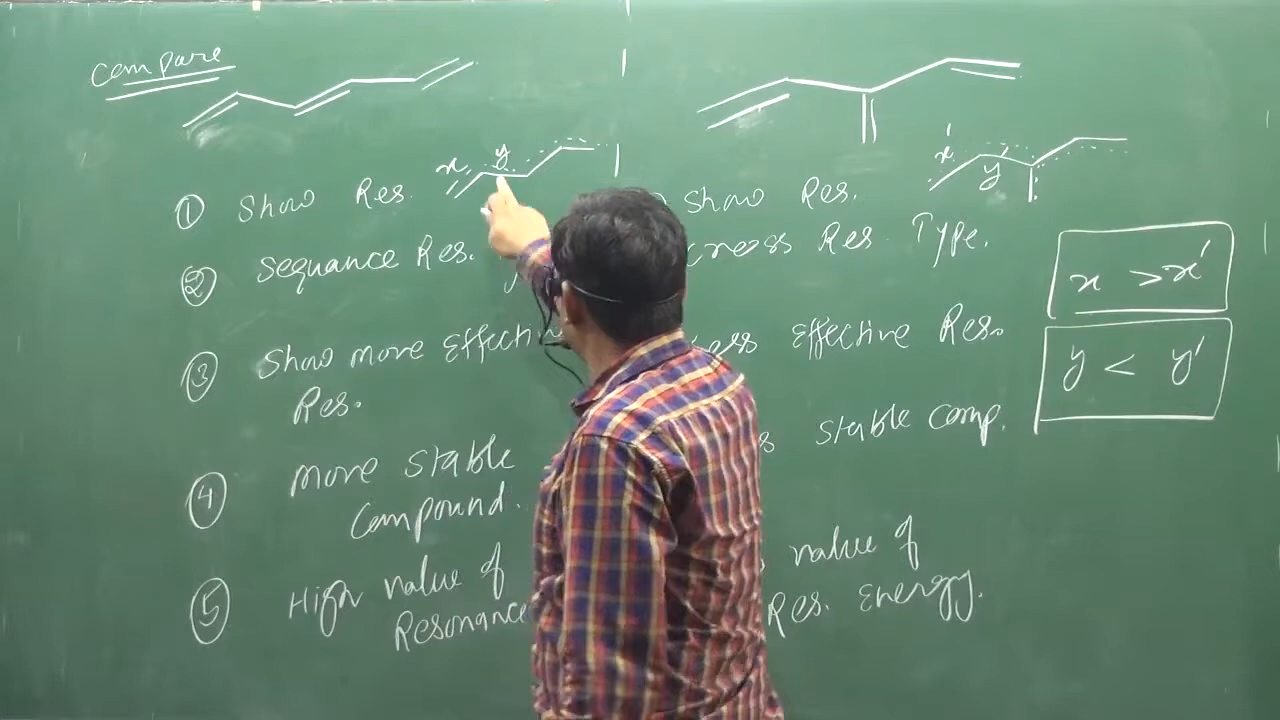 Compare
x y
x' y
① Show Res.
Show Res.
② Sequance Res.
Res. Type.
x > x'
③ Show more
Res.
effective Res.
y < y'
④ more stable
Compound.
stable comp.
⑤ High value of
Resonance
value of
Res. Energy.